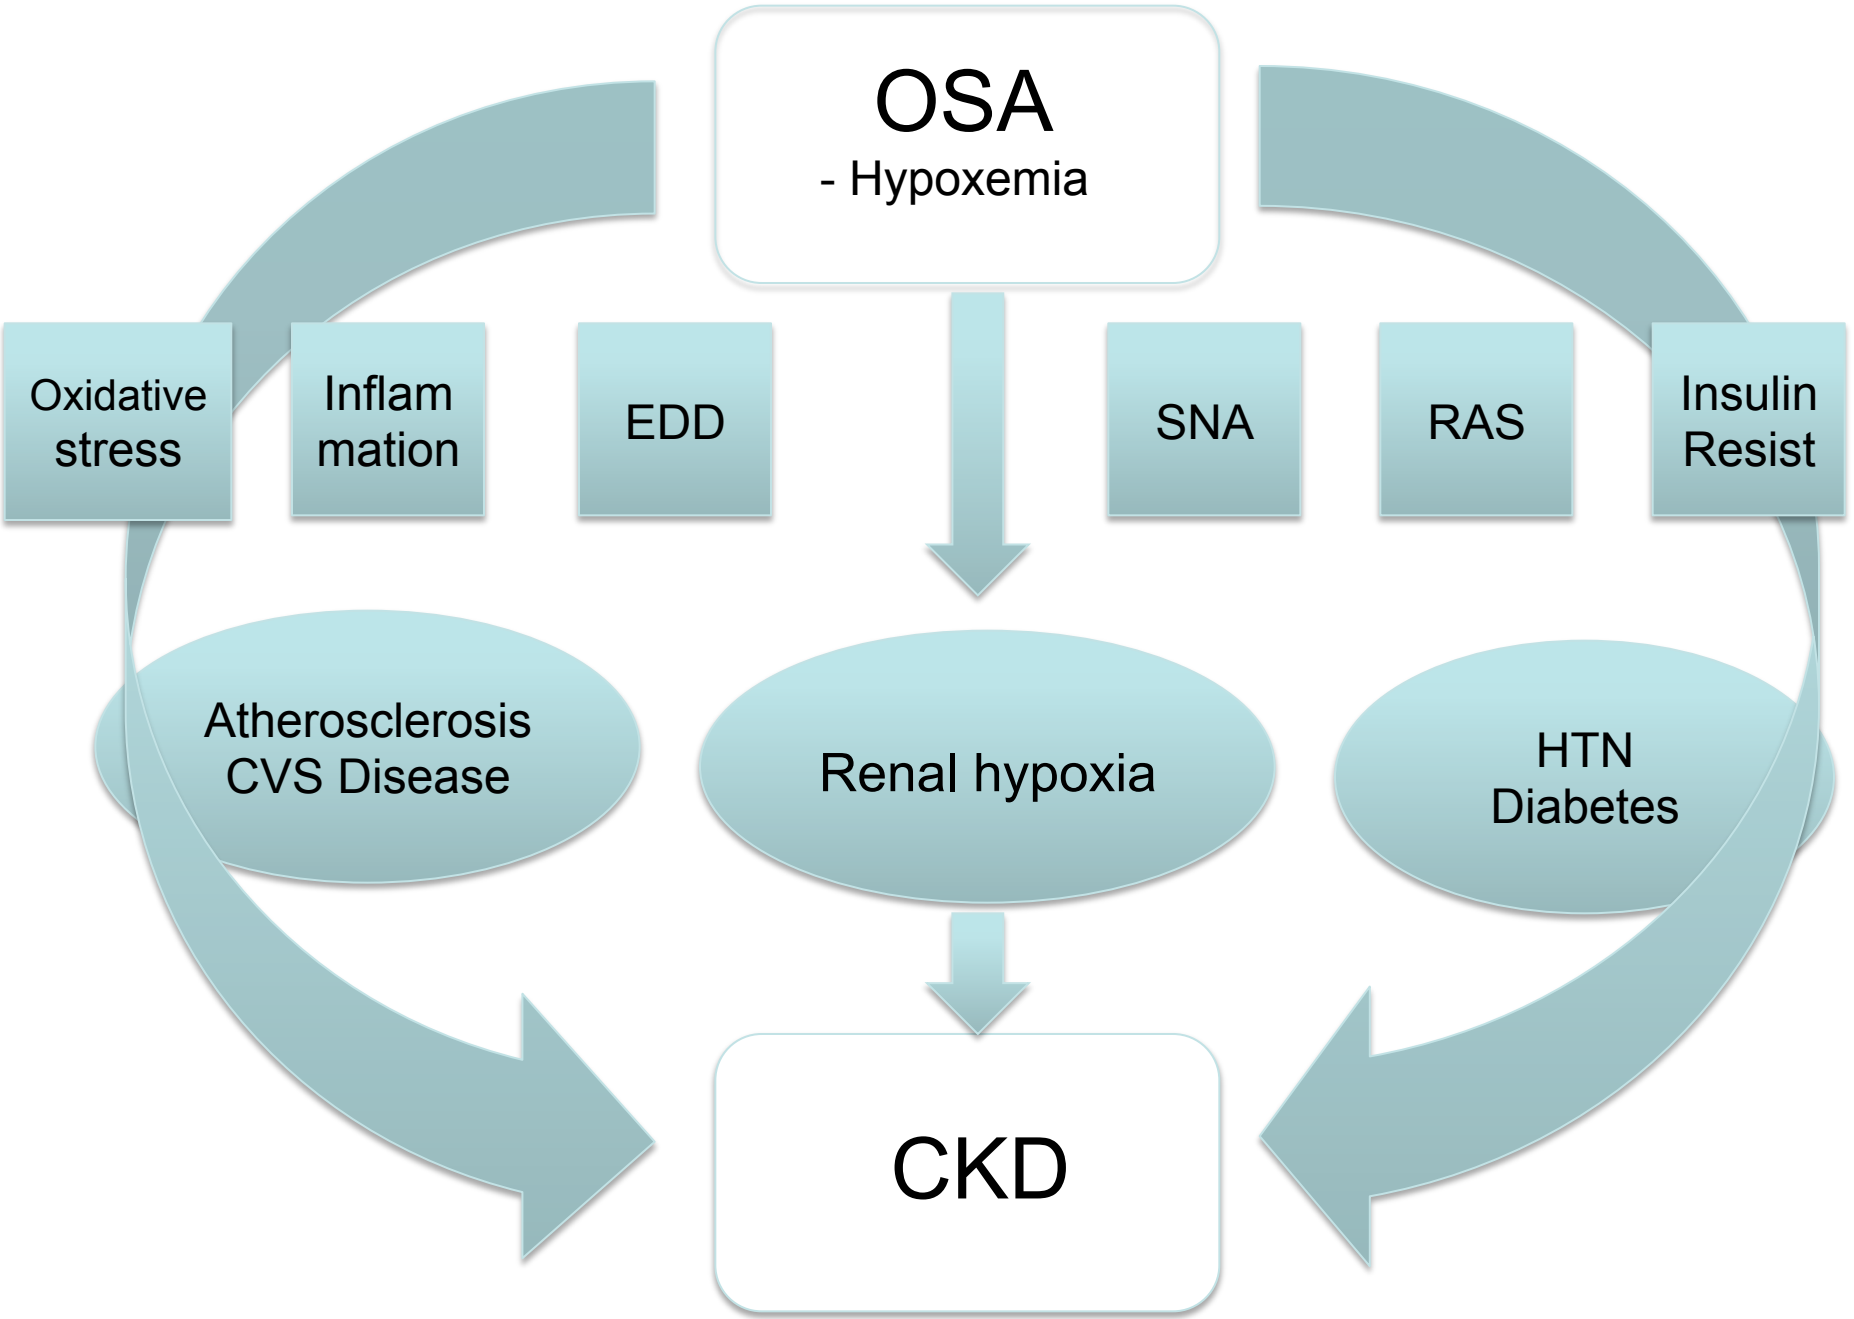 OSA
- Hypoxemia
Oxidative
stress
Inflam
mation
EDD
SNA
RAS
Insulin
Resist
Atherosclerosis
CVS Disease
Renal hypoxia
HTN
Diabetes
CKD